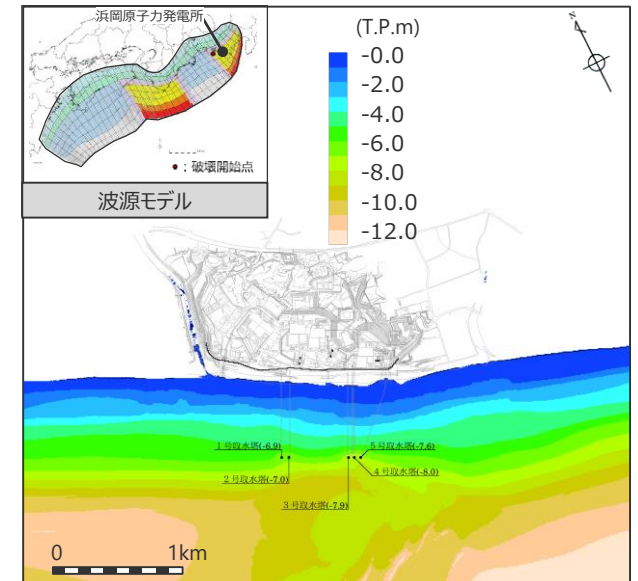 浜岡原子力発電所
●：破壊開始点
波源モデル
(T.P.m)
-0.0
-2.0
-4.0
-6.0
-8.0
-10.0
-12.0
N
1号取水塔(-6.9)
5号取水塔(-7.6)
2号取水塔(-7.0)
4号取水塔(-8.0)
3号取水塔(-7.9)
0
1km